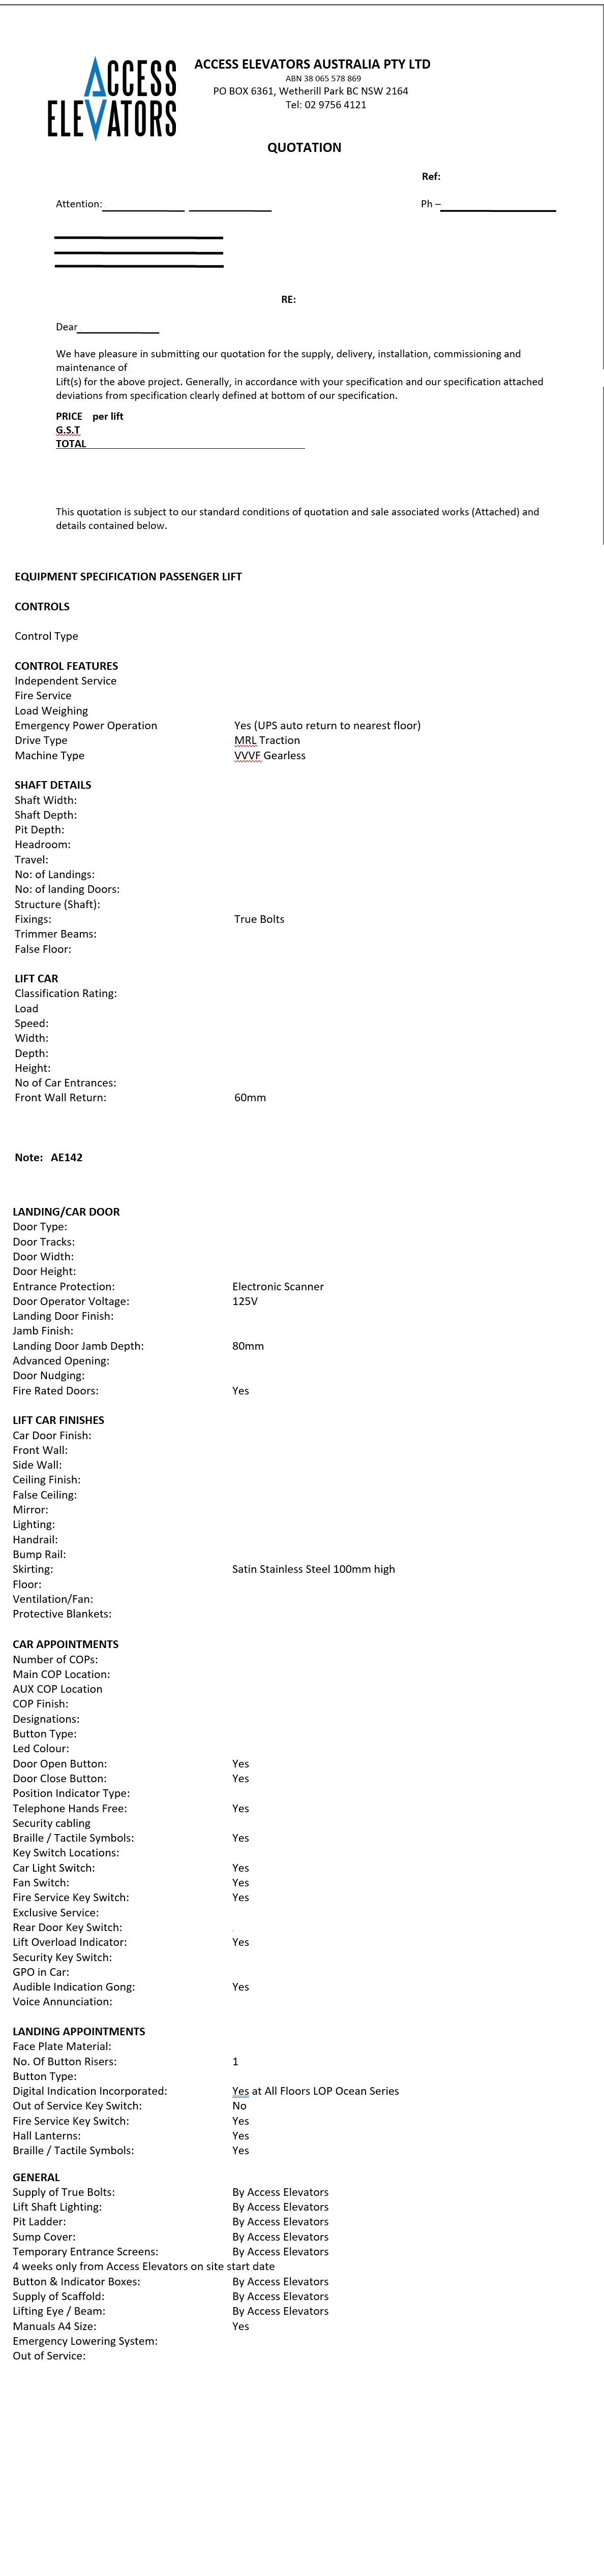 ACCESS
ELEVATORS
ACCESS ELEVATORS AUSTRALIA PTY LTD
ABN 38 065 578 869
PO BOX 6361, Wetherill Park BC NSW 2164
Tel: 02 9756 4121
QUOTATION
Ref:
Attention: Ph –
RE:
Dear
We have pleasure in submitting our quotation for the supply, delivery, installation, commissioning and
maintenance of
Lift(s) for the above project. Generally, in accordance with your specification and our specification attached
deviations from specification clearly defined at bottom of our specification.
PRICE per lift
G.S.T
TOTAL
This quotation is subject to our standard conditions of quotation and sale associated works (Attached) and
details contained below.
EQUIPMENT SPECIFICATION PASSENGER LIFT
CONTROLS
Control Type
CONTROL FEATURES
Independent Service
Fire Service
Load Weighing
Emergency Power Operation Yes (UPS auto return to nearest floor)
Drive Type MRL Traction
Machine Type VVVF Gearless
SHAFT DETAILS
Shaft Width:
Shaft Depth:
Pit Depth:
Headroom:
Travel:
No: of Landings:
No: of landing Doors:
Structure (Shaft):
Fixings: True Bolts
Trimmer Beams:
False Floor:
LIFT CAR
Classification Rating:
Load
Speed:
Width:
Depth:
Height:
No of Car Entrances:
Front Wall Return: 60mm
Note: AE142
LANDING/CAR DOOR
Door Type:
Door Tracks:
Door Width:
Door Height:
Entrance Protection: Electronic Scanner
Door Operator Voltage: 125V
Landing Door Finish:
Jamb Finish:
Landing Door Jamb Depth: 80mm
Advanced Opening:
Door Nudging:
Fire Rated Doors: Yes
LIFT CAR FINISHES
Car Door Finish:
Front Wall:
Side Wall:
Ceiling Finish:
False Ceiling:
Mirror:
Lighting:
Handrail:
Bump Rail:
Skirting: Satin Stainless Steel 100mm high
Floor:
Ventilation/Fan:
Protective Blankets:
CAR APPOINTMENTS
Number of COPs:
Main COP Location:
AUX COP Location
COP Finish:
Designations:
Button Type:
Led Colour:
Door Open Button: Yes
Door Close Button: Yes
Position Indicator Type:
Telephone Hands Free: Yes
Security cabling
Braille / Tactile Symbols: Yes
Key Switch Locations:
Car Light Switch: Yes
Fan Switch: Yes
Fire Service Key Switch: Yes
Exclusive Service:
Rear Door Key Switch:
Lift Overload Indicator: Yes
Security Key Switch:
GPO in Car:
Audible Indication Gong: Yes
Voice Annunciation:
LANDING APPOINTMENTS
Face Plate Material:
No. Of Button Risers: 1
Button Type:
Digital Indication Incorporated: Yes at All Floors LOP Ocean Series
Out of Service Key Switch: No
Fire Service Key Switch: Yes
Hall Lanterns: Yes
Braille / Tactile Symbols: Yes
GENERAL
Supply of True Bolts: By Access Elevators
Lift Shaft Lighting: By Access Elevators
Pit Ladder: By Access Elevators
Sump Cover: By Access Elevators
Temporary Entrance Screens: By Access Elevators
4 weeks only from Access Elevators on site start date
Button & Indicator Boxes: By Access Elevators
Supply of Scaffold: By Access Elevators
Lifting Eye / Beam: By Access Elevators
Manuals A4 Size: Yes
Emergency Lowering System:
Out of Service: